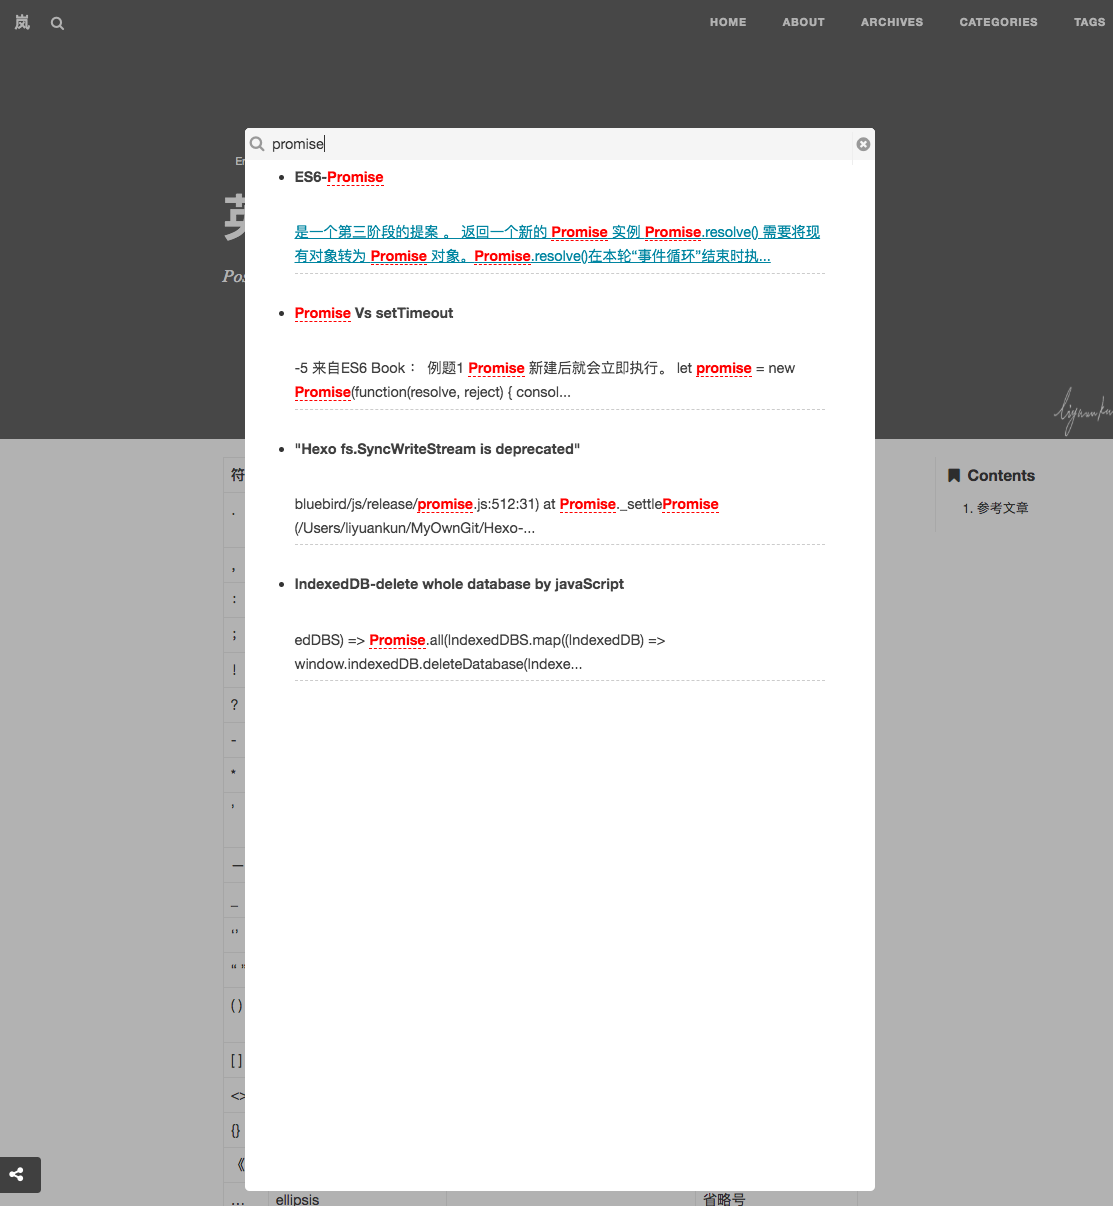 岚
HOME ABOUT ARCHIVES CATEGORIES TAGS
promise
En
英
Pos
ES6-Promise
是一个第三阶段的提案 。 返回一个新的 Promise 实例 Promise.resolve() 需要将现
有对象转为 Promise 对象。Promise.resolve()在本轮“事件循环”结束时执...
Promise Vs setTimeout
-5 来自ES6 Book ： 例题1 Promise 新建后就会立即执行。 let promise = new
Promise(function(resolve, reject) { consol...
"Hexo fs.SyncWriteStream is deprecated"
bluebird/js/release/promise.js:512:31) at Promise._settlePromise
(/Users/liyuankun/MyOwnGit/Hexo-...
IndexedDB-delete whole database by javaScript
edDBS) => Promise.all(IndexedDBS.map((IndexedDB) =>
window.indexedDB.deleteDatabase(Indexe...
liyuankun
Contents
1. 参考文章
符
.
,
:
;
!
?
-
*
'
—
_
‘’
“ ”
( )
[ ]
<>
{}
《
... ellipsis 省略号